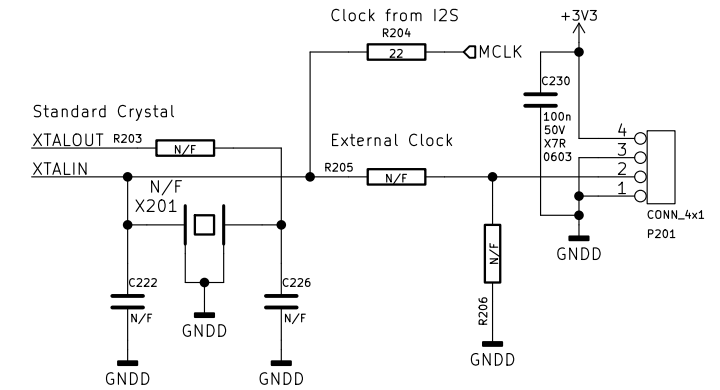 Clock from I2S
+3V3
R204
22
MCLK
C230
100n
50V
X7R
0603
Standard Crystal
XTALOUT
R203
N/F
External Clock
4
3
2
1
XTALIN
R205
N/F
N/F
X201
CONN_4x1
P201
N/F
R206
GNDD
C222
N/F
C226
N/F
GNDD
GNDD
GNDD
GNDD